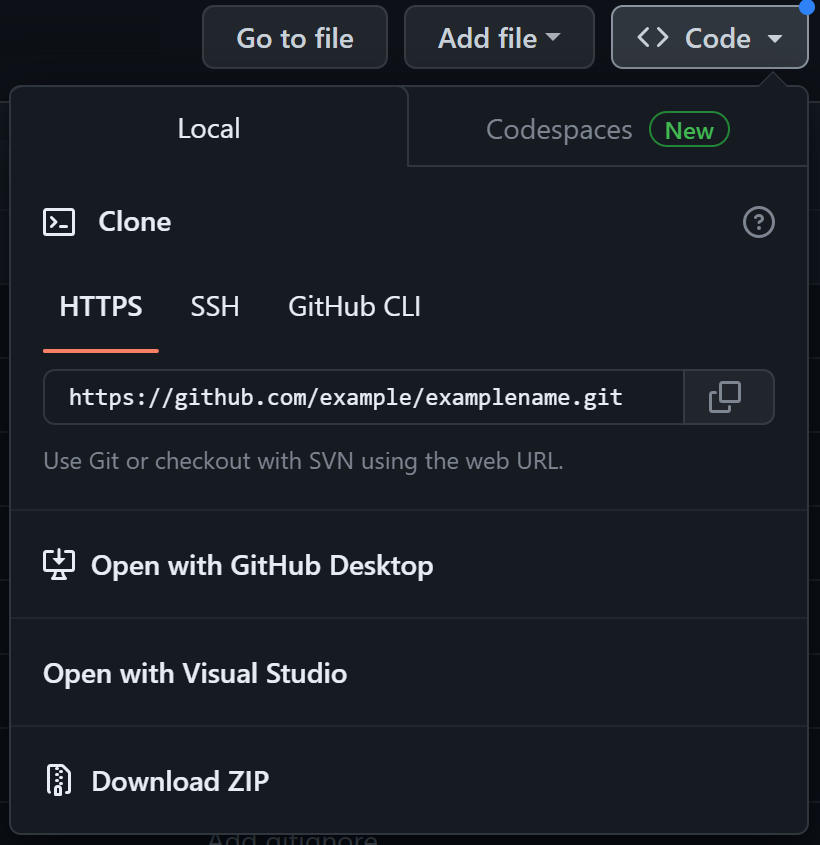 Go to file Add file Code
Local Codespaces New
Clone
HTTPS SSH GitHub CLI
https://github.com/example/examplename.git
Use Git or checkout with SVN using the web URL.
Open with GitHub Desktop
Open with Visual Studio
Download ZIP
Add gitignore